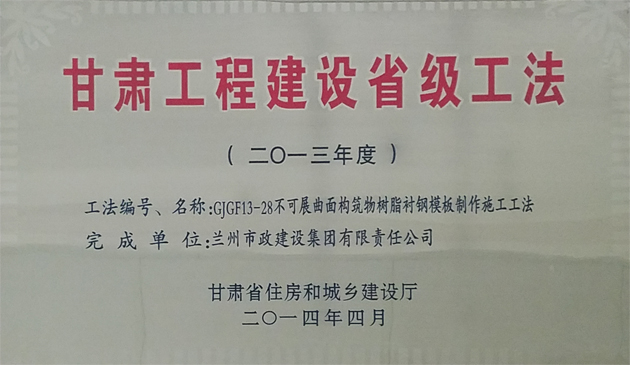 甘肃工程建设省级工法
（二〇一三年度）
工法编号、名称:GJGF13-28不可展曲面构筑物树脂衬钢模板制作施工工法
完成单位:兰州市政建设集团有限责任公司
甘肃省住房和城乡建设厅
二〇一四年四月